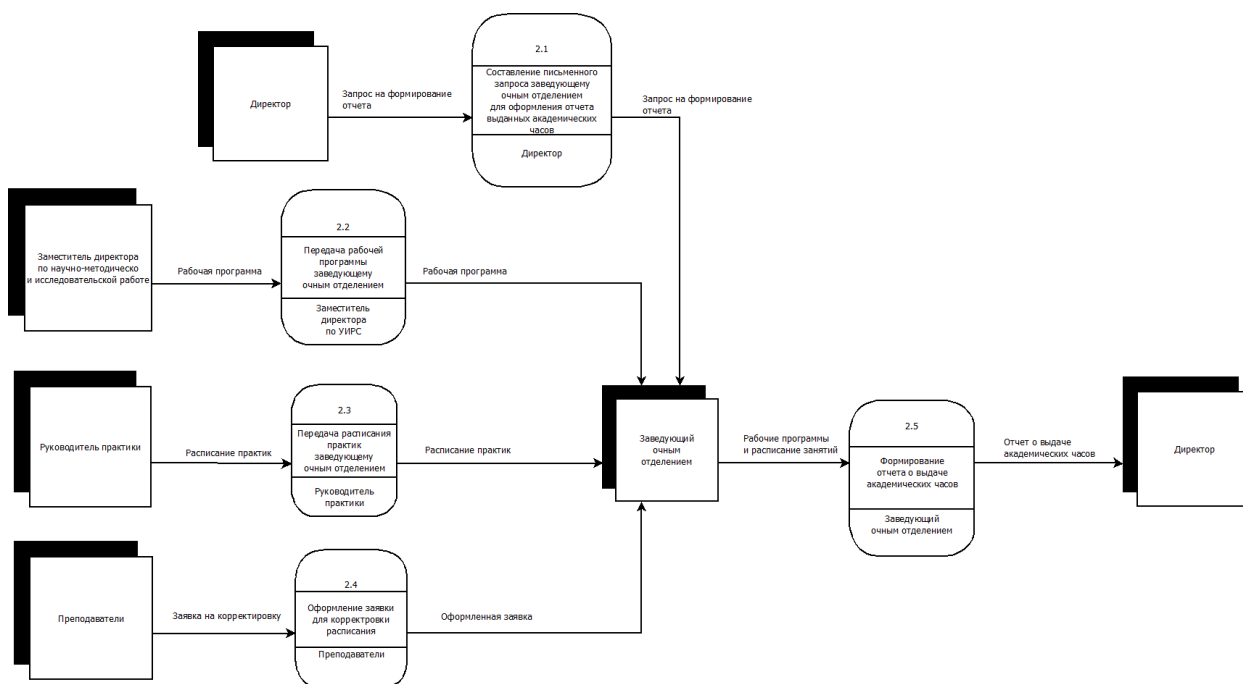 Директор
Запрос на формирование
отчета
2.1
Составление письменного
запроса заведующему
очным отделением
для оформления отчета
выданных академических
часов
Директор
Запрос на формирование
отчета
Заместитель директора
по научно-методическо
и исследовательской работе
Рабочая программа
2.2
Передача рабочей
программы
заведующему
очным отделением
Заместитель
директора
по УИРС
Рабочая программа
Руководитель практики
Расписание практик
2.3
Передача расписания
практик
заведующему
очным отделением
Руководитель
практики
Расписание практик
Заведующий
очным
отделением
Рабочие программы
и расписание занятий
2.5
Формирование
отчета о выдаче
академических часов
Заведующий
очным отделением
Отчет о выдаче
академических часов
Директор
Преподаватели
Заявка на корректировку
2.4
Оформление заявки
для корректровки
расписания
Преподаватели
Оформленная заявка